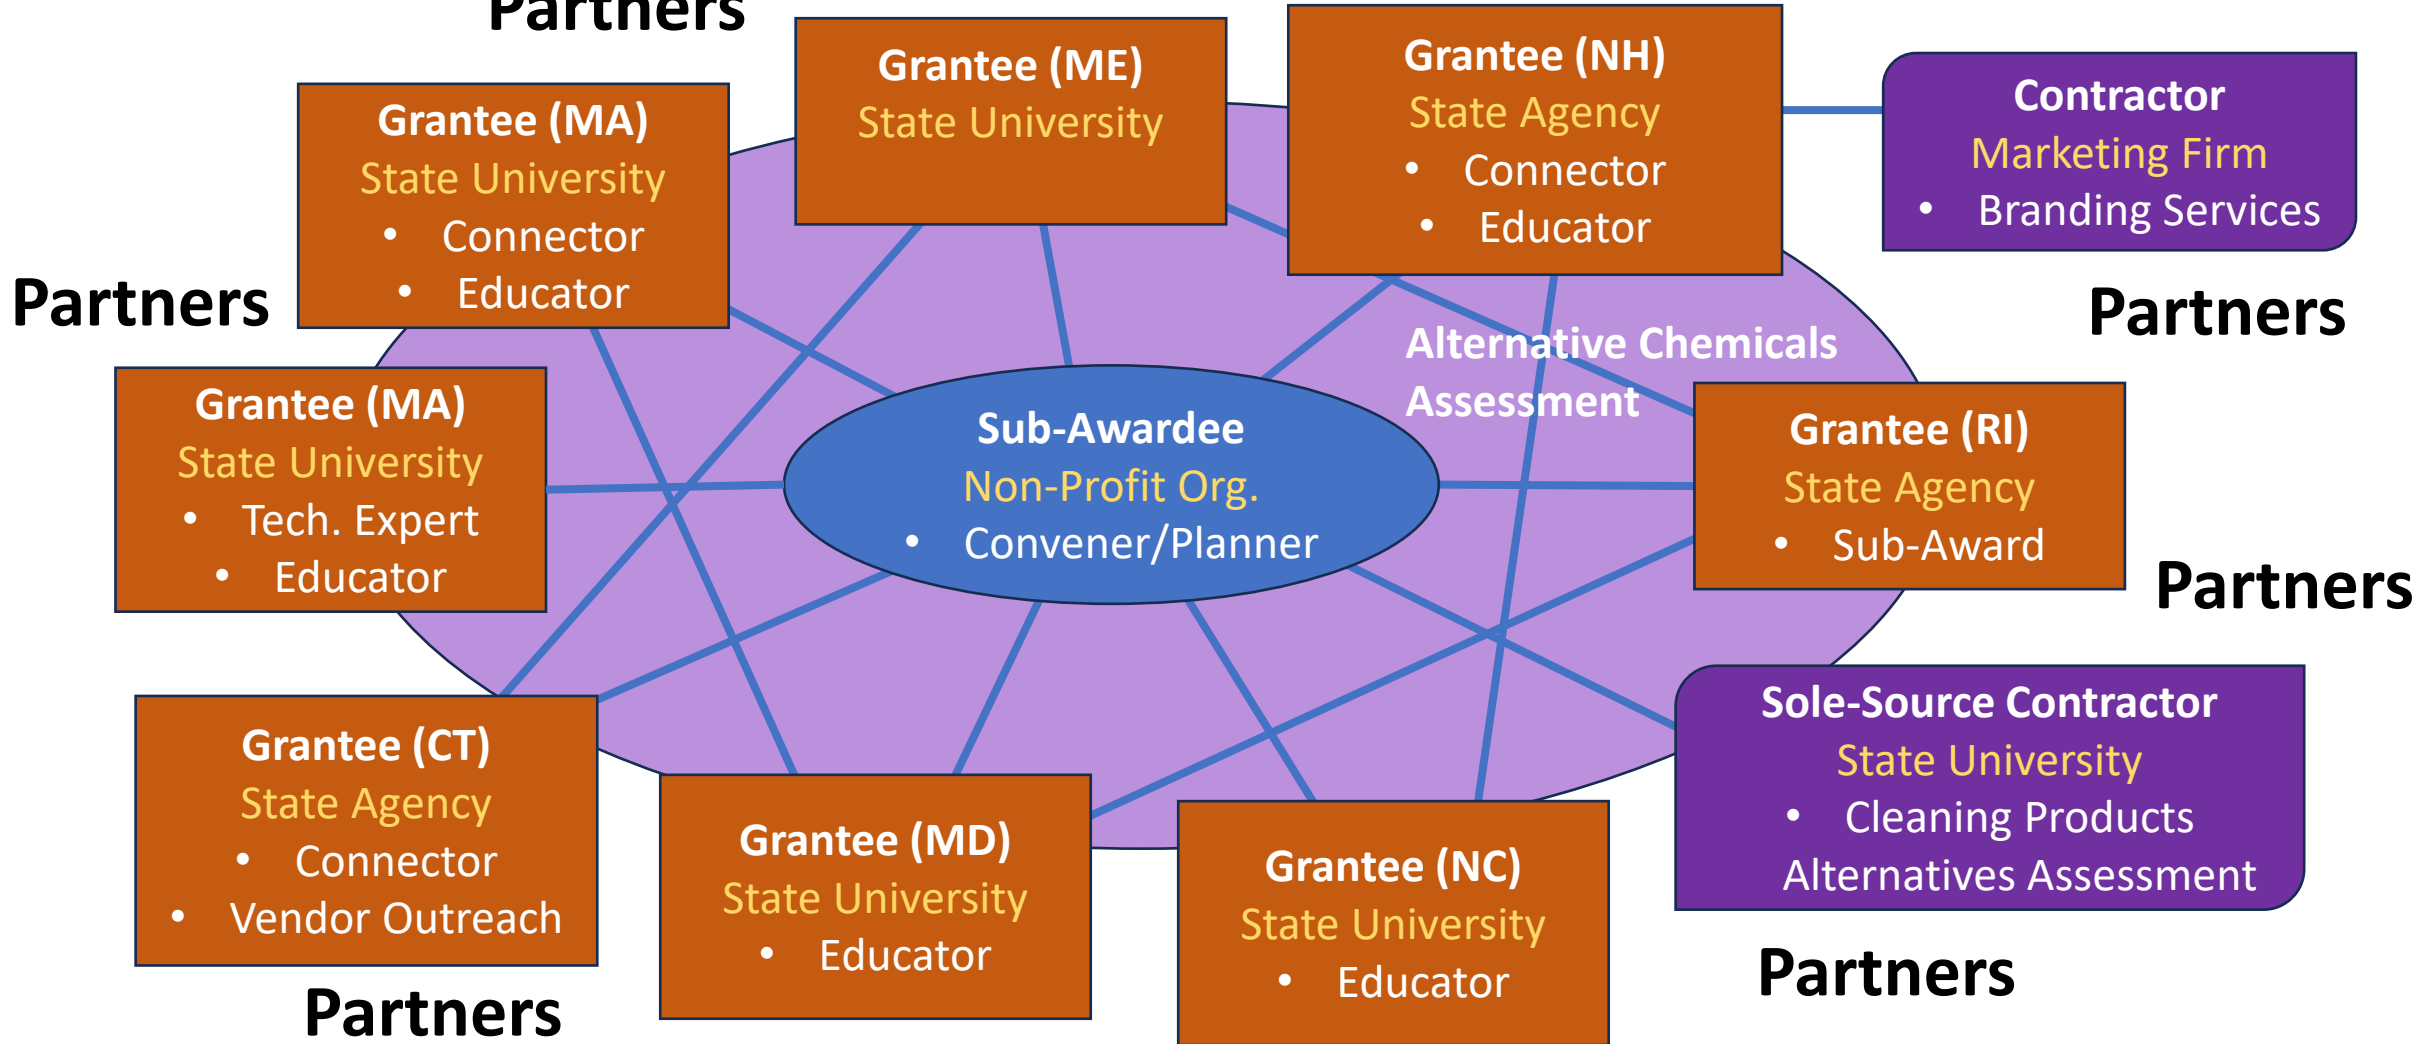 Partners
Grantee (MA)
State University
• Connector
• Educator
Grantee (ME)
State University
Grantee (NH)
State Agency
• Connector
• Educator
Contractor
Marketing Firm
• Branding Services
Partners
Partners
Alternative Chemicals
Assessment
Grantee (MA)
State University
• Tech. Expert
• Educator
Sub-Awardee
Non-Profit Org.
• Convener/Planner
Grantee (RI)
State Agency
• Sub-Award
Partners
Grantee (CT)
State Agency
• Connector
• Vendor Outreach
Grantee (MD)
State University
• Educator
Grantee (NC)
State University
• Educator
Sole-Source Contractor
State University
• Cleaning Products
Alternatives Assessment
Partners
Partners